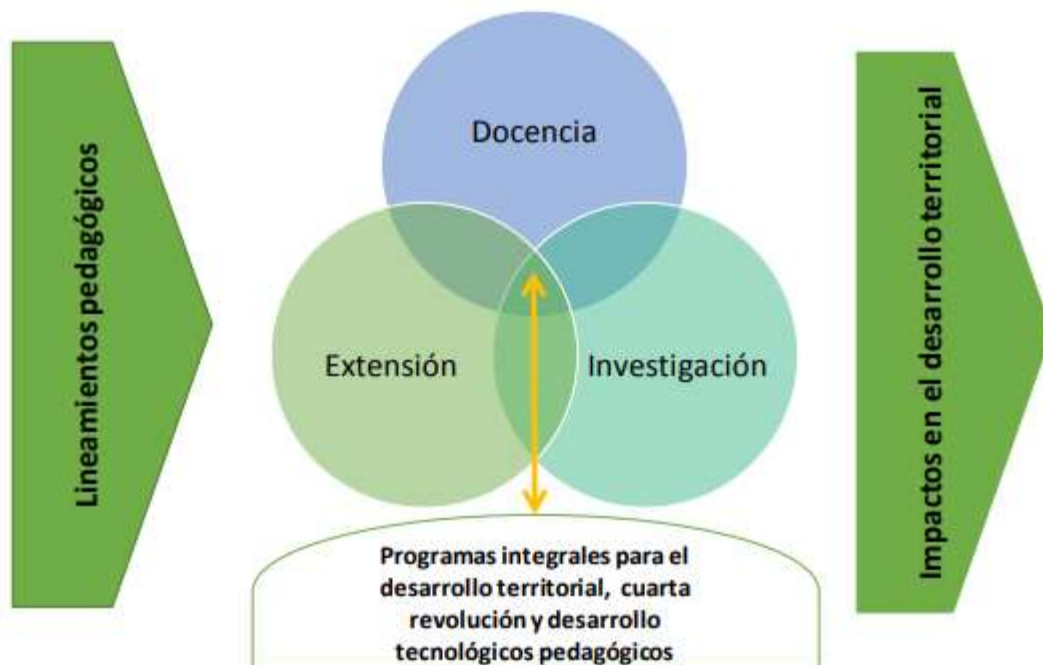 Lineamientos pedagógicos
Docencia
Extensión
Investigación
Programas integrales para el
desarrollo territorial, cuarta
revolución y desarrollo
tecnológicos pedagógicos
Impactos en el desarrollo territorial